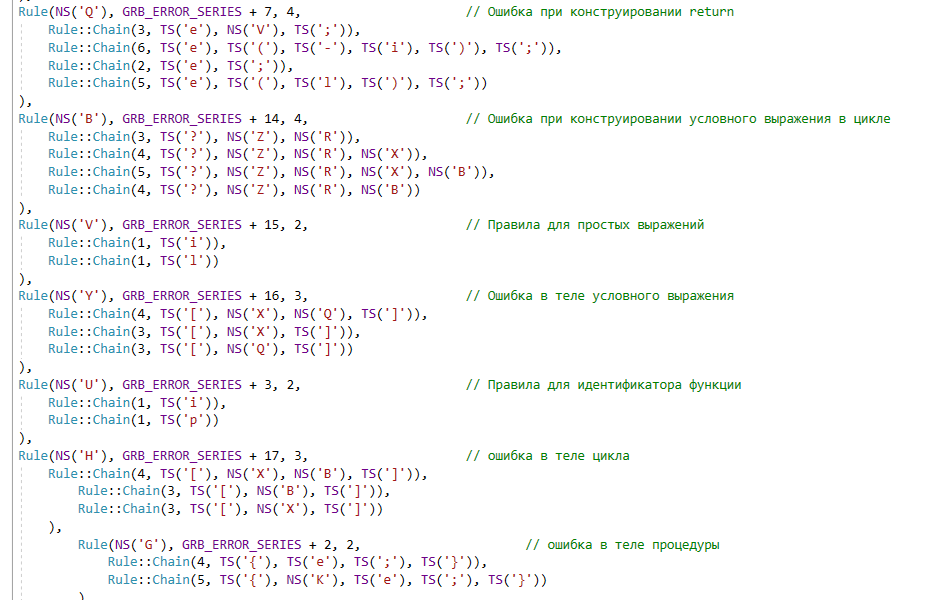 Rule(NS('Q'), GRB_ERROR_SERIES + 7, 4, // Ошибка при конструировании return
Rule::Chain(3, TS('e'), NS('V'), TS(';')),
Rule::Chain(6, TS('e'), TS('('), TS('-'), TS('i'), TS(')'), TS(';')),
Rule::Chain(2, TS('e'), TS(';')),
Rule::Chain(5, TS('e'), TS('('), TS('l'), TS(')'), TS(';'))
),
Rule(NS('B'), GRB_ERROR_SERIES + 14, 4, // Ошибка при конструировании условного выражения в цикле
Rule::Chain(3, TS('?'), NS('Z'), NS('R')),
Rule::Chain(4, TS('?'), NS('Z'), NS('R'), NS('X')),
Rule::Chain(5, TS('?'), NS('Z'), NS('R'), NS('X'), NS('B')),
Rule::Chain(4, TS('?'), NS('Z'), NS('R'), NS('B'))
),
Rule(NS('V'), GRB_ERROR_SERIES + 15, 2, // Правила для простых выражений
Rule::Chain(1, TS('i')),
Rule::Chain(1, TS('l'))
),
Rule(NS('Y'), GRB_ERROR_SERIES + 16, 3, // Ошибка в теле условного выражения
Rule::Chain(4, TS('['), NS('X'), NS('Q'), TS(']')),
Rule::Chain(3, TS('['), NS('X'), TS(']')),
Rule::Chain(3, TS('['), NS('Q'), TS(']'))
),
Rule(NS('U'), GRB_ERROR_SERIES + 3, 2, // Правила для идентификатора функции
Rule::Chain(1, TS('i')),
Rule::Chain(1, TS('p'))
),
Rule(NS('H'), GRB_ERROR_SERIES + 17, 3, // ошибка в теле цикла
Rule::Chain(4, TS('['), NS('X'), NS('B'), TS(']')),
Rule::Chain(3, TS('['), NS('B'), TS(']')),
Rule::Chain(3, TS('['), NS('X'), TS(']'))
),
Rule(NS('G'), GRB_ERROR_SERIES + 2, 2, // ошибка в теле процедуры
Rule::Chain(4, TS('{'), TS('e'), TS(';'), TS('}')),
Rule::Chain(5, TS('{'), NS('K'), TS('e'), TS(';'), TS('}'))